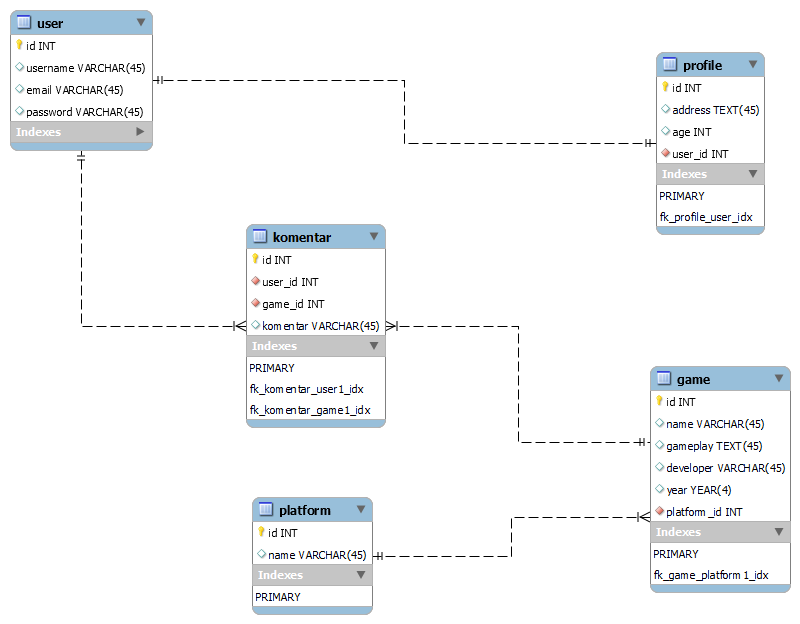 user
id INT
username VARCHAR(45)
email VARCHAR(45)
password VARCHAR(45)
Indexes
profile
id INT
address TEXT(45)
age INT
user_id INT
Indexes
PRIMARY
fk_profile_user_idx
komentar
id INT
user_id INT
game_id INT
komentar VARCHAR(45)
Indexes
PRIMARY
fk_komentar_user1_idx
fk_komentar_game1_idx
game
id INT
name VARCHAR(45)
gameplay TEXT(45)
developer VARCHAR(45)
year YEAR(4)
platform_id INT
Indexes
PRIMARY
fk_game_platform1_idx
platform
id INT
name VARCHAR(45)
Indexes
PRIMARY